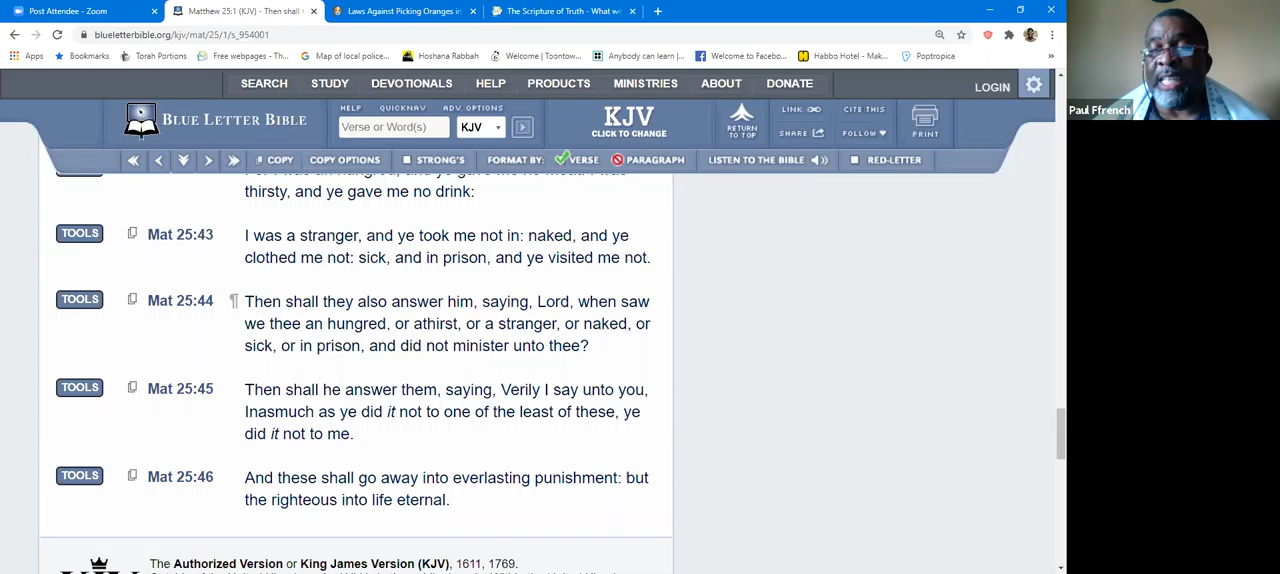 Post Attendee - Zoom
Matthew 25:1 (KJV) - Then shall t
Laws Against Picking Oranges in
The Scripture of Truth - What we
blueletterbible.org/kjv/mat/25/1/s_954001
Apps
Bookmarks
Torah Portions
Free webpages - Th...
Map of local police...
Hoshana Rabbah
Welcome | Toontow...
Anybody can learn |...
Welcome to Facebo...
Habbo Hotel - Mak...
Poptropica
»
SEARCH
STUDY
DEVOTIONALS
HELP
PRODUCTS
MINISTRIES
ABOUT
DONATE
LOGIN
BLUE LETTER BIBLE
HELP
QUICKNAV
ADV. OPTIONS
Verse or Word(s)
KJV
KJV
CLICK TO CHANGE
RETURN
TO TOP
LINK
CITE THIS
SHARE
FOLLOW
PRINT
COPY
COPY OPTIONS
STRONG'S
FORMAT BY:
VERSE
PARAGRAPH
LISTEN TO THE BIBLE
RED-LETTER
thirsty, and ye gave me no drink:
TOOLS
Mat 25:43
I was a stranger, and ye took me not in: naked, and ye
clothed me not: sick, and in prison, and ye visited me not.
TOOLS
Mat 25:44
¶ Then shall they also answer him, saying, Lord, when saw
we thee an hungred, or athirst, or a stranger, or naked, or
sick, or in prison, and did not minister unto thee?
TOOLS
Mat 25:45
Then shall he answer them, saying, Verily I say unto you,
Inasmuch as ye did it not to one of the least of these, ye
did it not to me.
TOOLS
Mat 25:46
And these shall go away into everlasting punishment: but
the righteous into life eternal.
The Authorized Version or King James Version (KJV), 1611, 1769.
Paul Ffrench